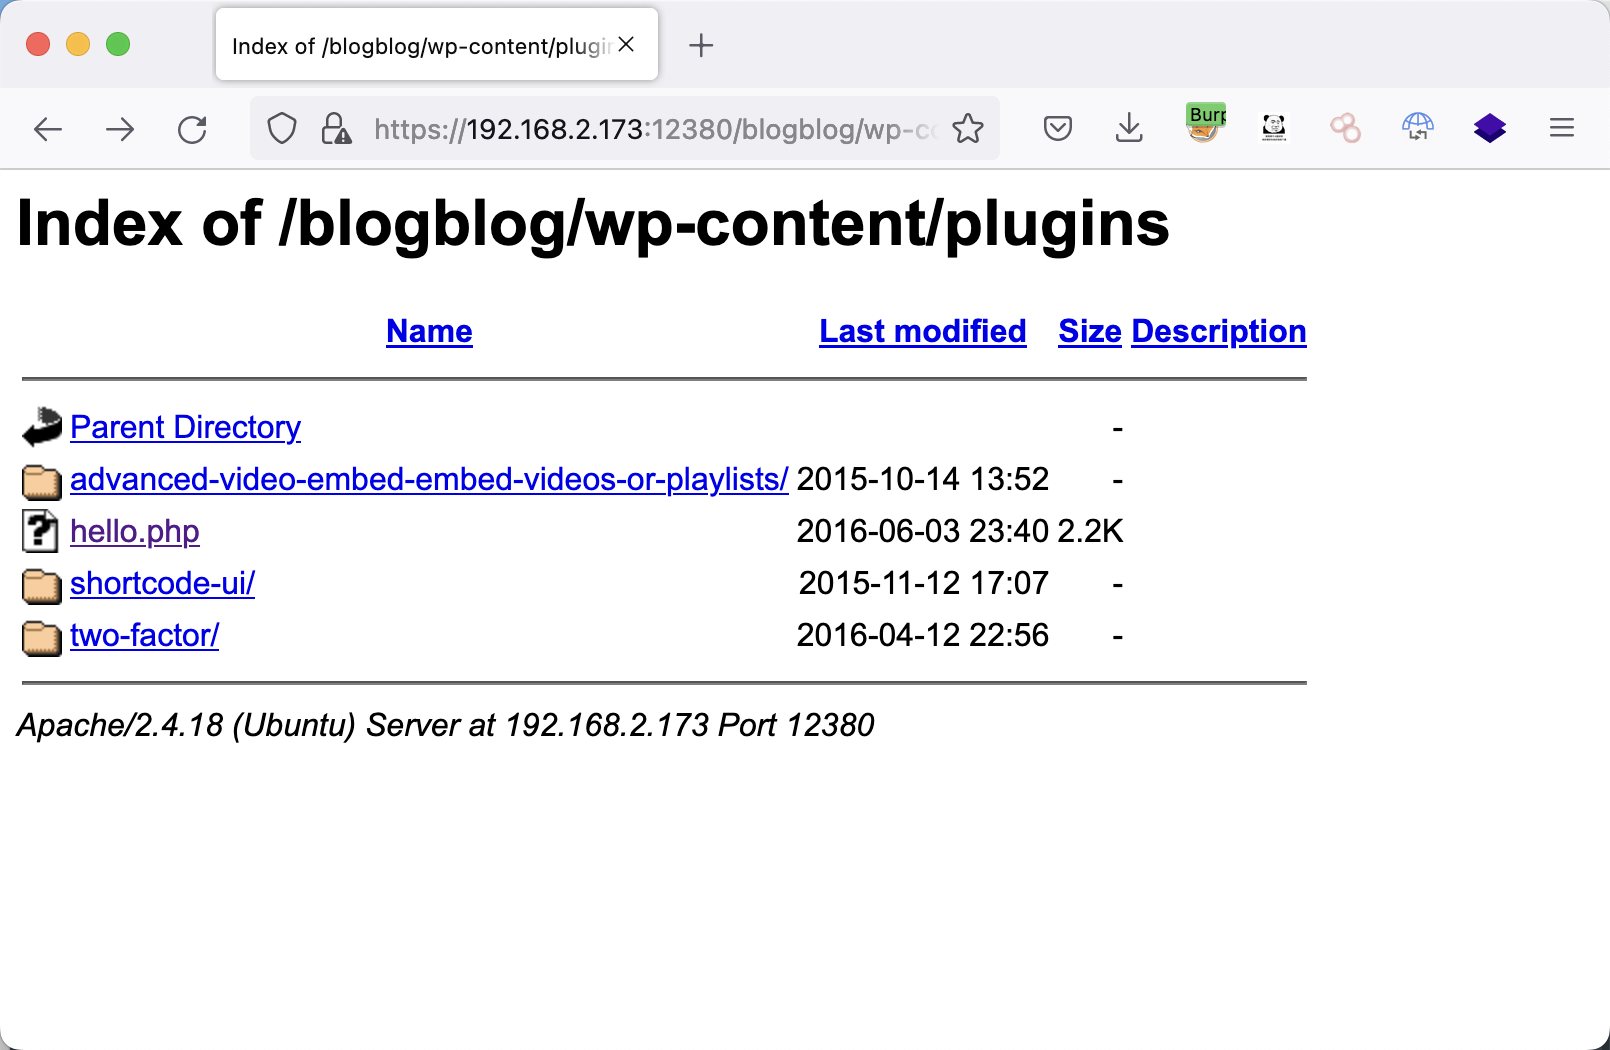 Index of /blogblog/wp-content/plugin
https://192.168.2.173:12380/blogblog/wp-co
Burp
Index of /blogblog/wp-content/plugins
Name Last modified Size Description
Parent Directory -
advanced-video-embed-embed-videos-or-playlists/ 2015-10-14 13:52 -
hello.php 2016-06-03 23:40 2.2K
shortcode-ui/ 2015-11-12 17:07 -
two-factor/ 2016-04-12 22:56 -
Apache/2.4.18 (Ubuntu) Server at 192.168.2.173 Port 12380